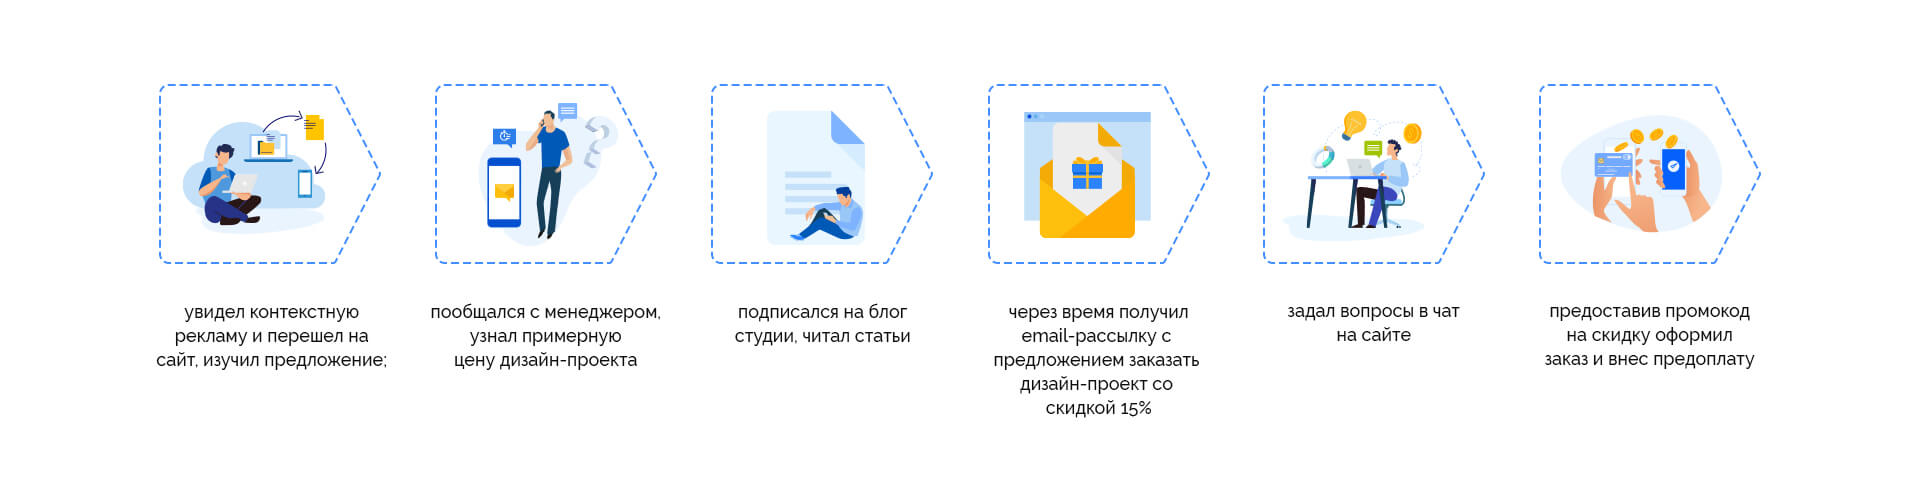 увидел контекстную
рекламу и перешел на
сайт, изучил предложение;
пообщался с менеджером,
узнал примерную
цену дизайн-проекта
подписался на блог
студии, читал статьи
через время получил
email-рассылку с
предложением заказать
дизайн-проект со
скидкой 15%
задал вопросы в чат
на сайте
предоставив промокод
на скидку оформил
заказ и внес предоплату